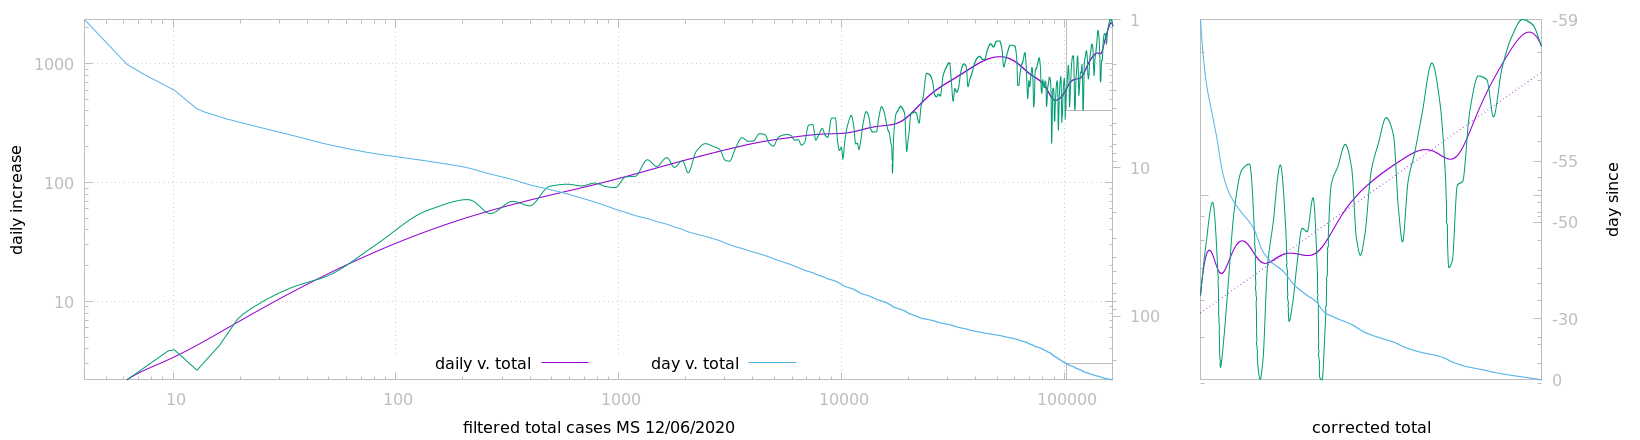 daily increase
1000
100
10
10
100
1000
10000
100000
1
10
100
daily v. total
day v. total
filtered total cases MS 12/06/2020
-59
-55
-50
-30
0
day since
corrected total